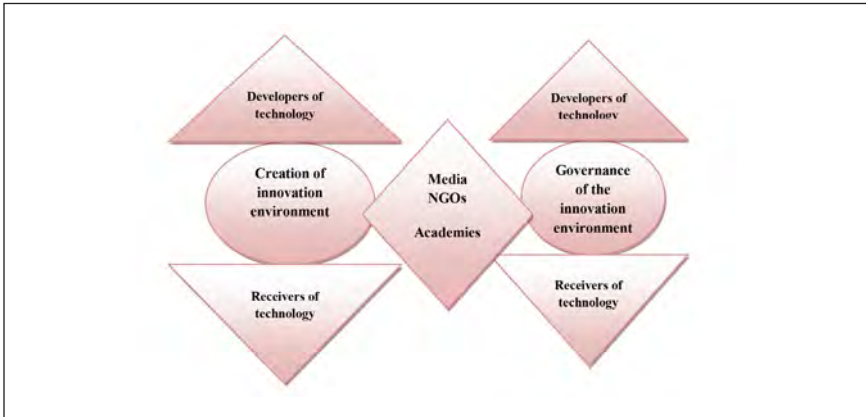 Developers of
technology
Creation of
innovation
environment
Receivers of
technology
Media
NGOs
Academies
Developers of
technology
Governance
of the
innovation
environment
Receivers of
technology